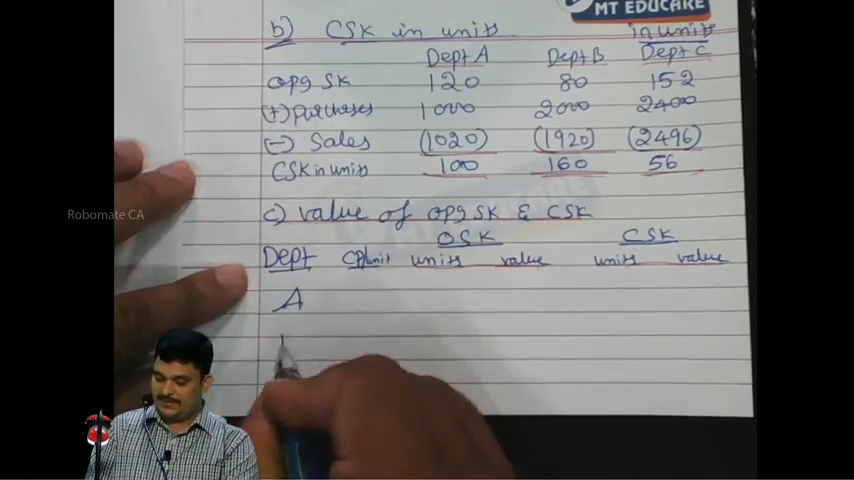 MT EDUCARE
b) CSK in units
in units
Dept A Dept B Dept C
opg SK 120 80 152
(+) purchases 1000 2000 2400
(-) Sales (1020) (1920) (2496)
CSK in units 100 160 56
c) value of opg SK & CSK
OSK CSK
Dept CP/unit units value units value
A
Robomate CA